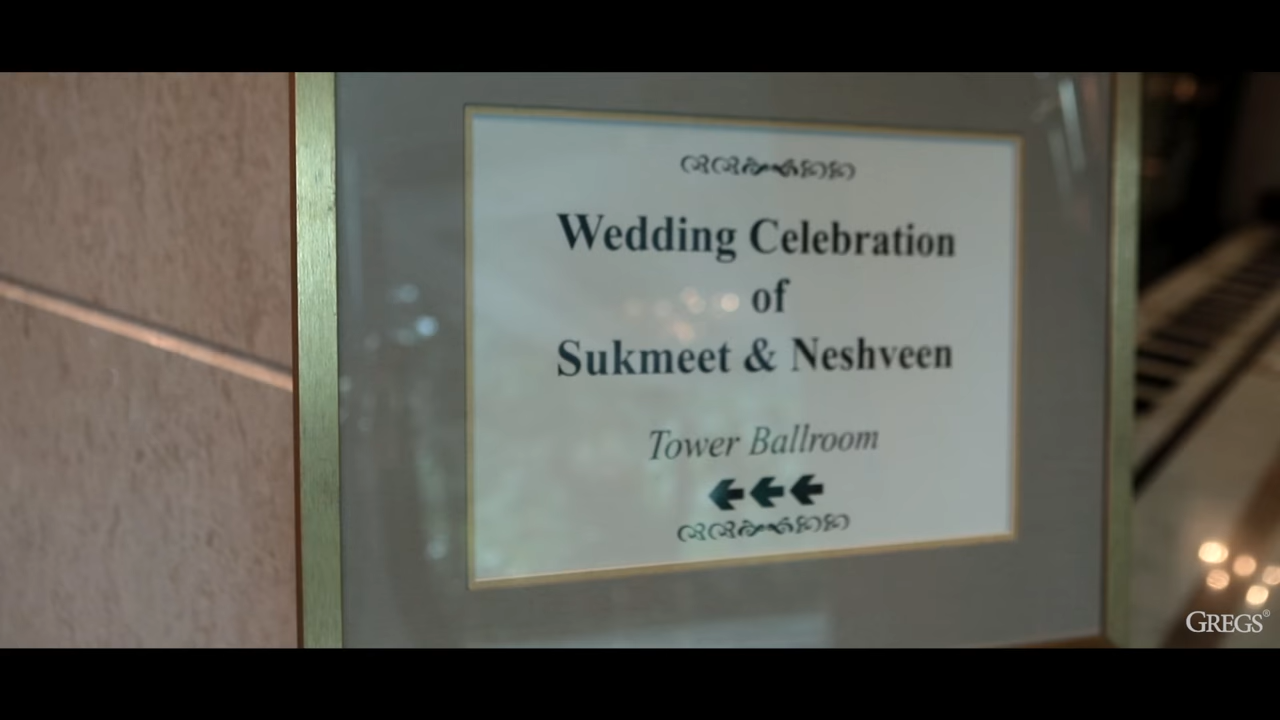 Wedding Celebration
of
Sukmeet & Neshveen
Tower Ballroom
GREGS®